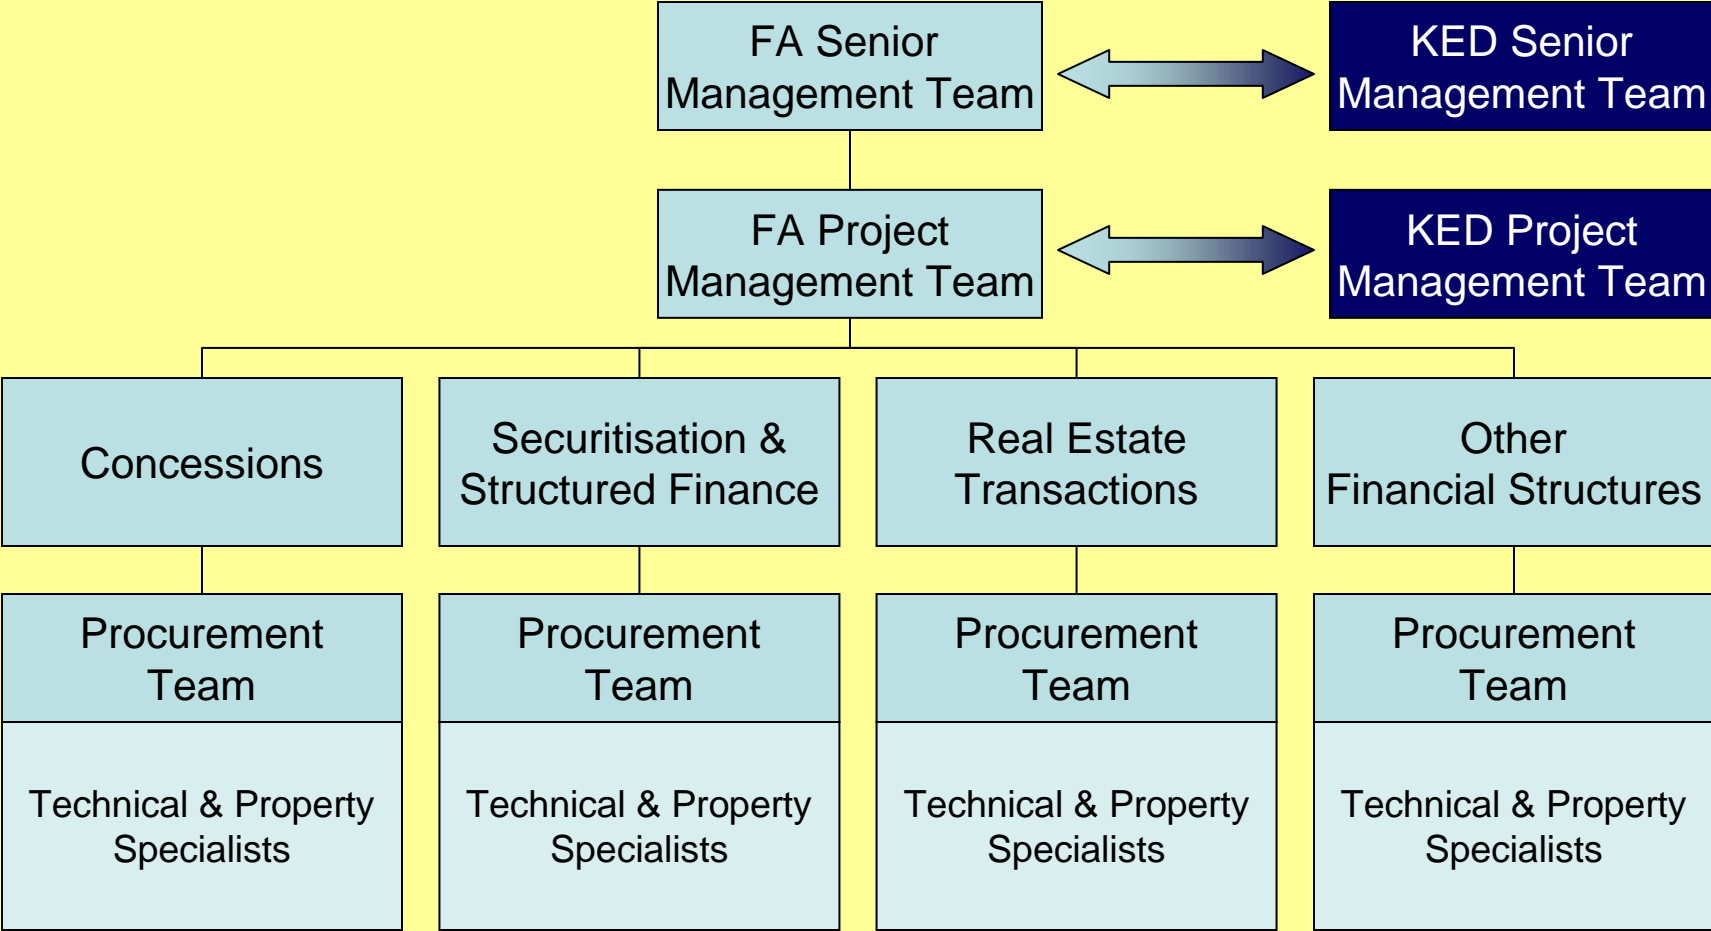 FA Senior
Management Team
KED Senior
Management Team
FA Project
Management Team
KED Project
Management Team
Concessions
Securitisation &
Structured Finance
Real Estate
Transactions
Other
Financial Structures
Procurement
Team
Procurement
Team
Procurement
Team
Procurement
Team
Technical & Property
Specialists
Technical & Property
Specialists
Technical & Property
Specialists
Technical & Property
Specialists